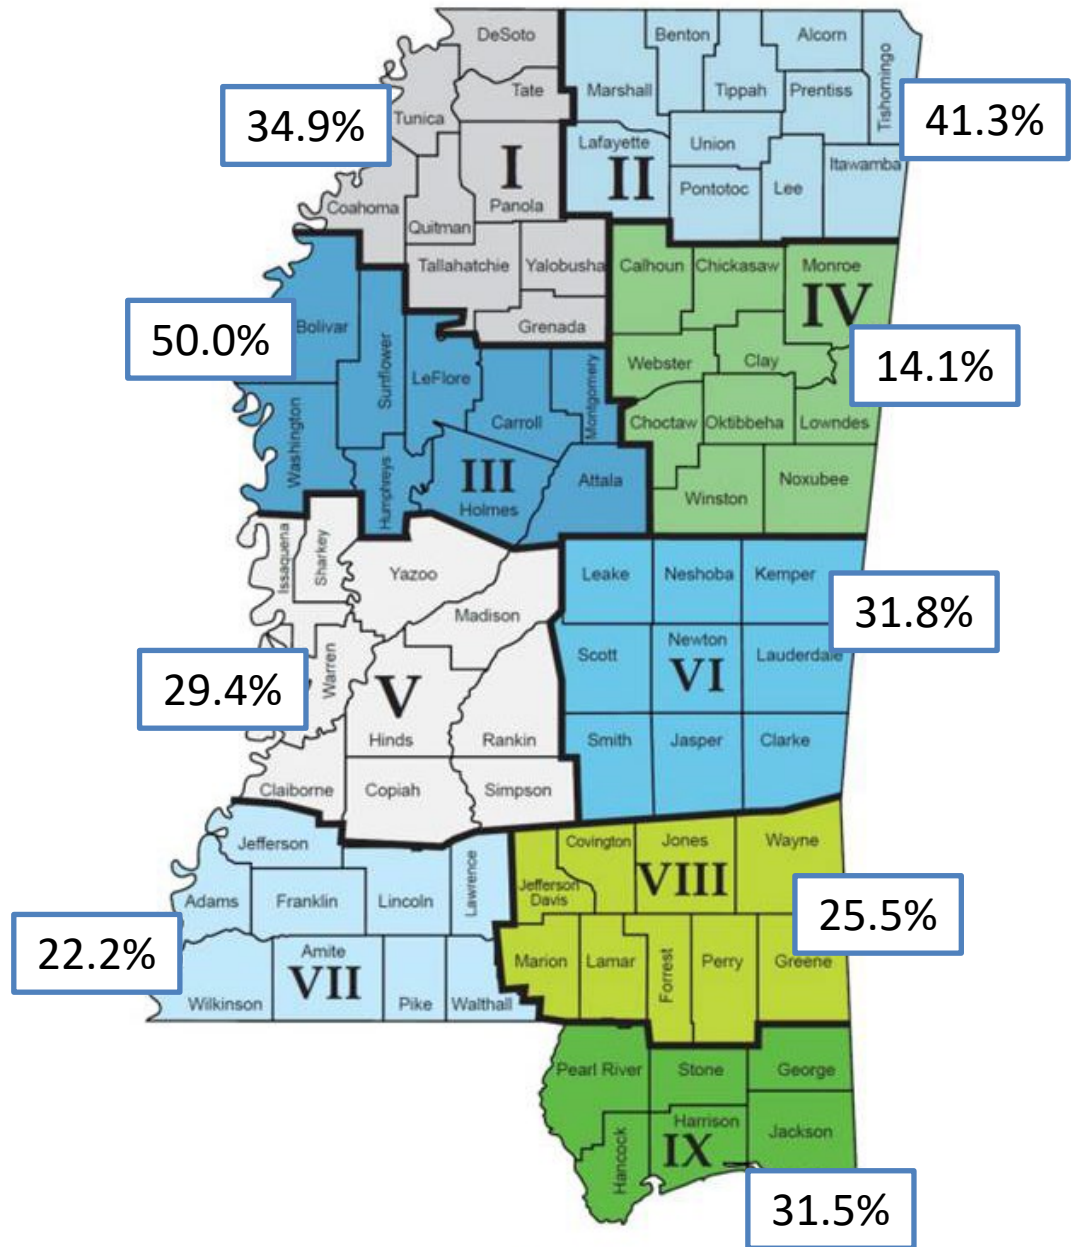 DeSoto
Benton
Alcorn
Tishomingo
Marshall
Tippah
Prentiss
Tate
Tunica
34.9%
41.3%
Lafayette
Union
Itawamba
I
II
Pontotoc
Lee
Coahoma
Quitman
Panola
Tallahatchie
Yalobusha
Calhoun
Chickasaw
Monroe
IV
Grenada
50.0%
Bolivar
Sunflower
LeFlore
Webster
Clay
14.1%
Washington
Carroll
Montgomery
Choctaw
Oktibbeha
Lowndes
Humphreys
III
Holmes
Attala
Winston
Noxubee
Issaquena
Sharkey
Yazoo
Leake
Neshoba
Kemper
Madison
31.8%
Warren
Scott
Newton
VI
Lauderdale
29.4%
V
Hinds
Rankin
Smith
Jasper
Clarke
Claiborne
Copiah
Simpson
Jefferson
Covington
Jones
Wayne
Lawrence
Jefferson
Davis
VIII
Adams
Franklin
Lincoln
25.5%
22.2%
Amite
VII
Marion
Lamar
Forrest
Perry
Greene
Wilkinson
Pike
Walthall
Pearl River
Stone
George
Hancock
Harrison
IX
Jackson
31.5%